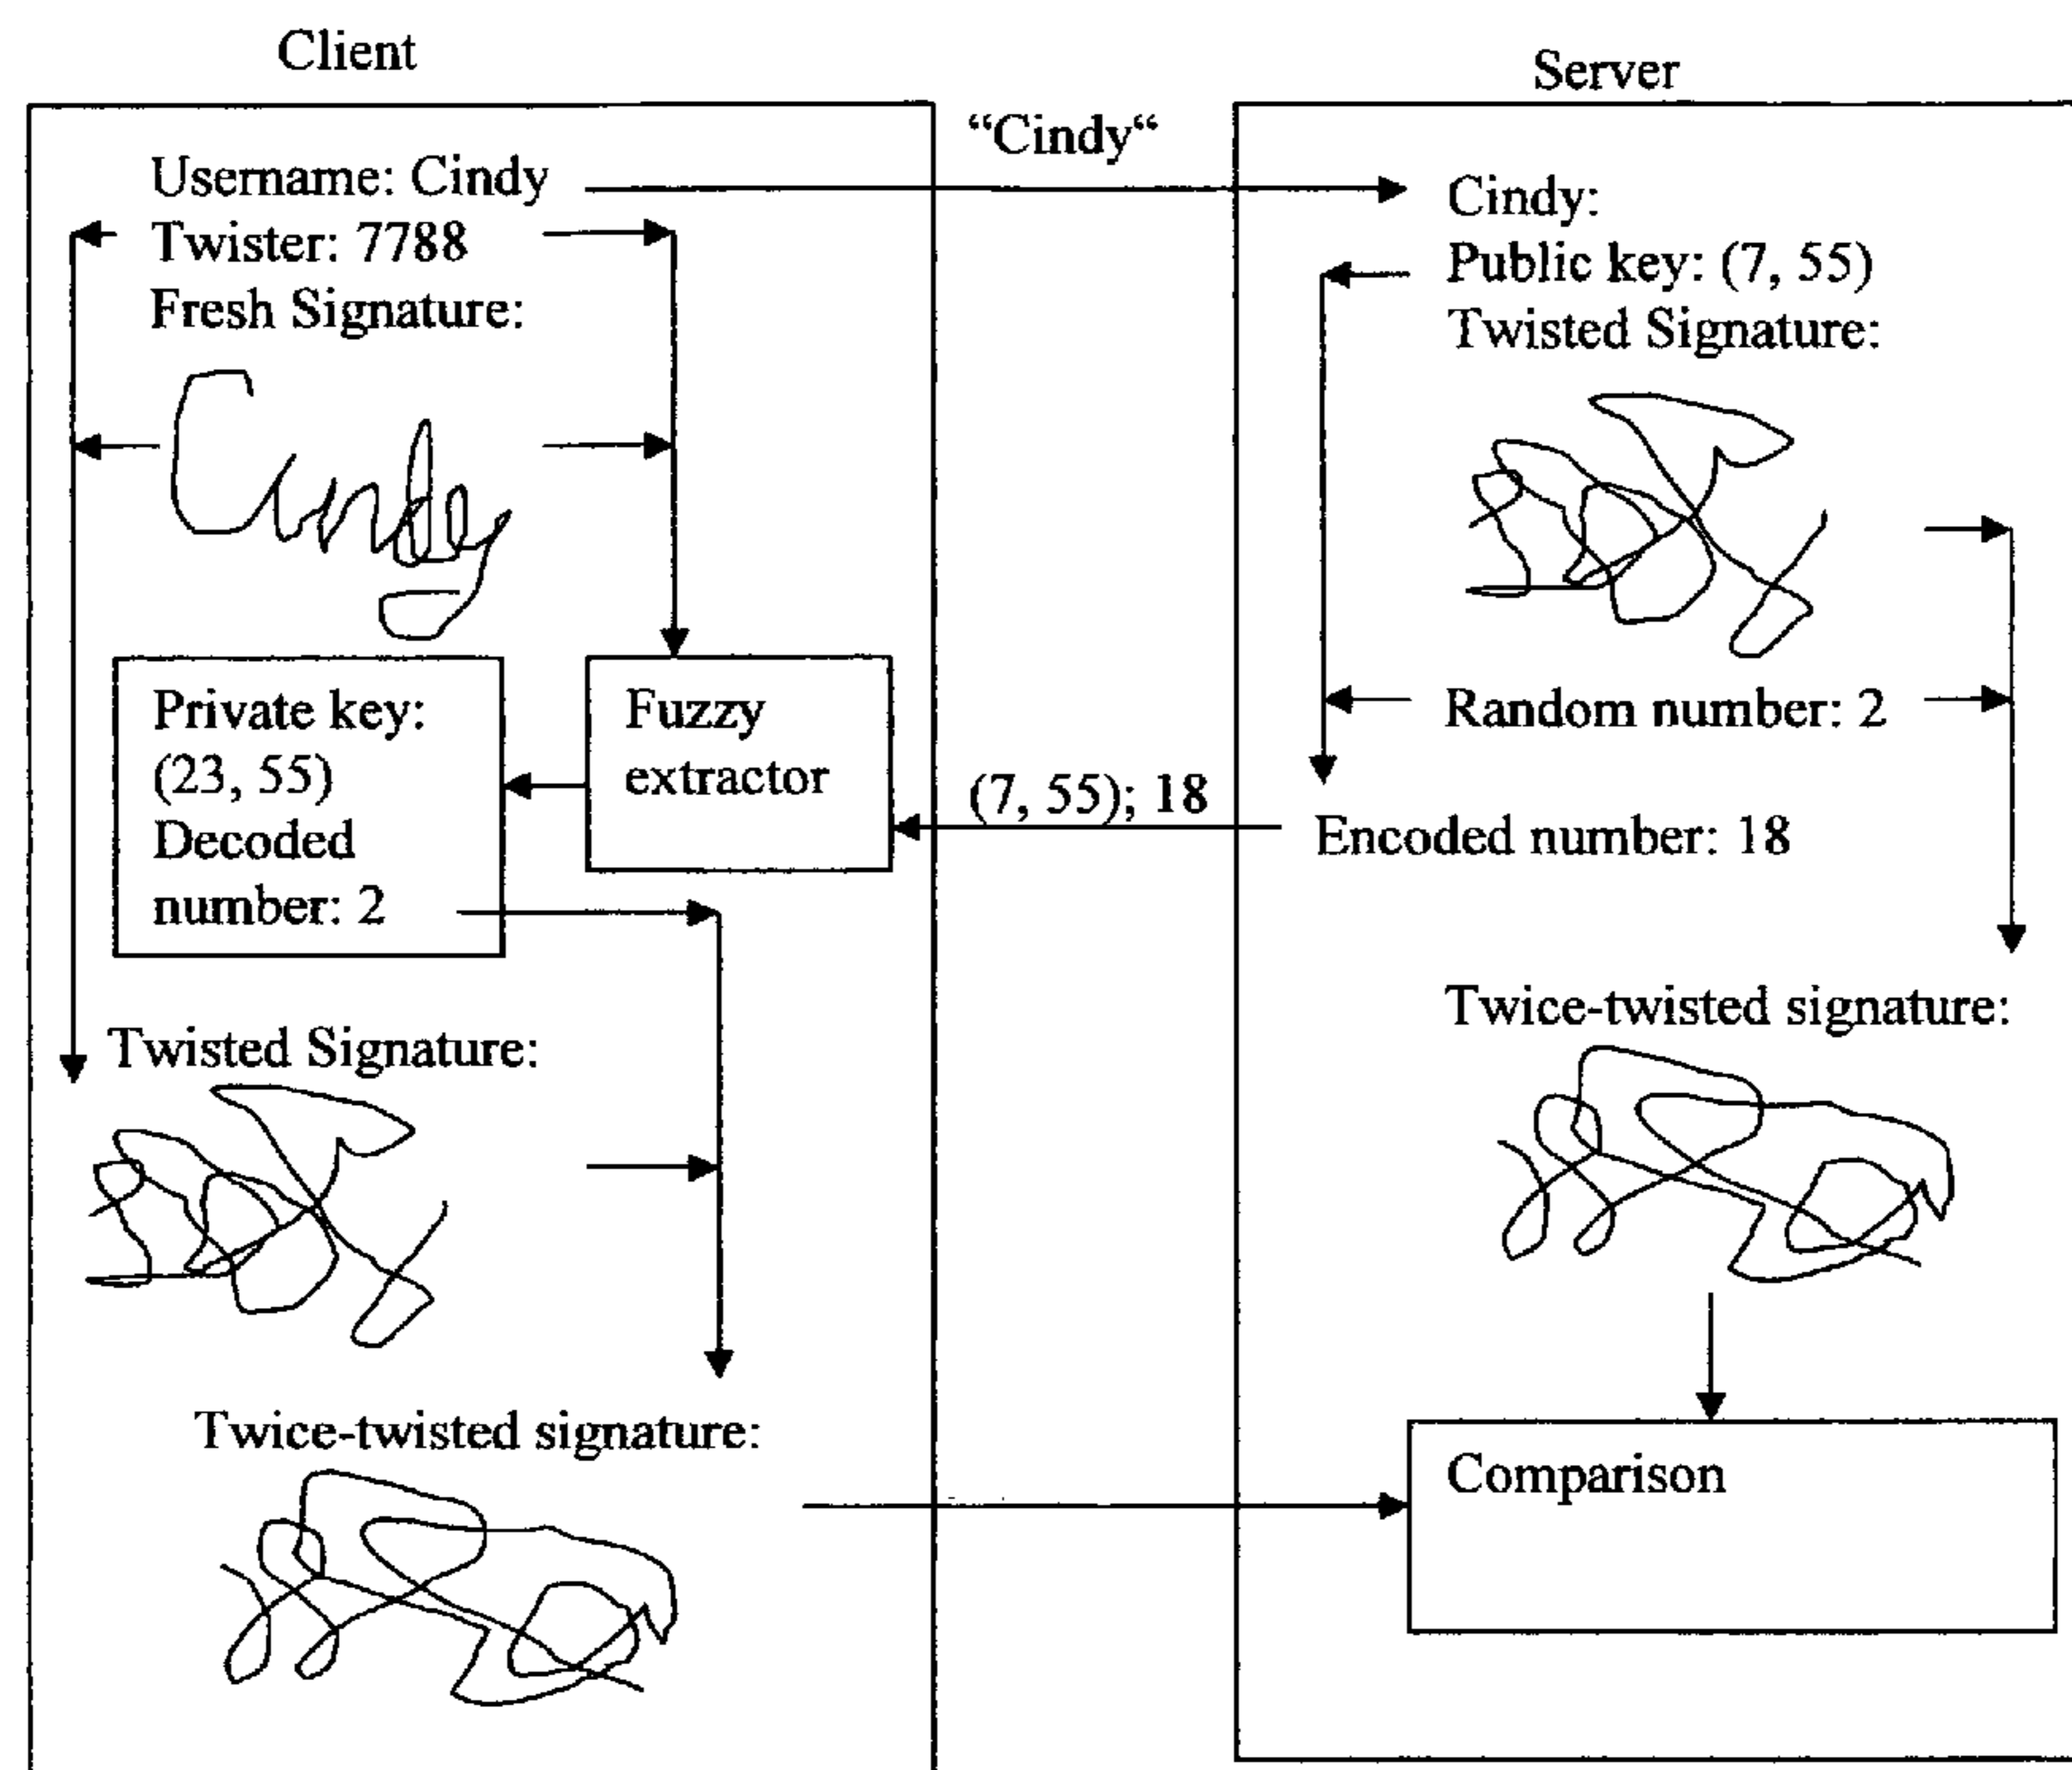 Client
Server
“Cindy“
Username: Cindy
Twister: 7788
Fresh Signature:
Cindy
Cindy:
Public key: (7, 55)
Twisted Signature:
Private key:
(23, 55)
Decoded
number: 2
Fuzzy
extractor
(7, 55); 18
Random number: 2
Encoded number: 18
Twisted Signature:
Twice-twisted signature:
Twice-twisted signature:
Comparison